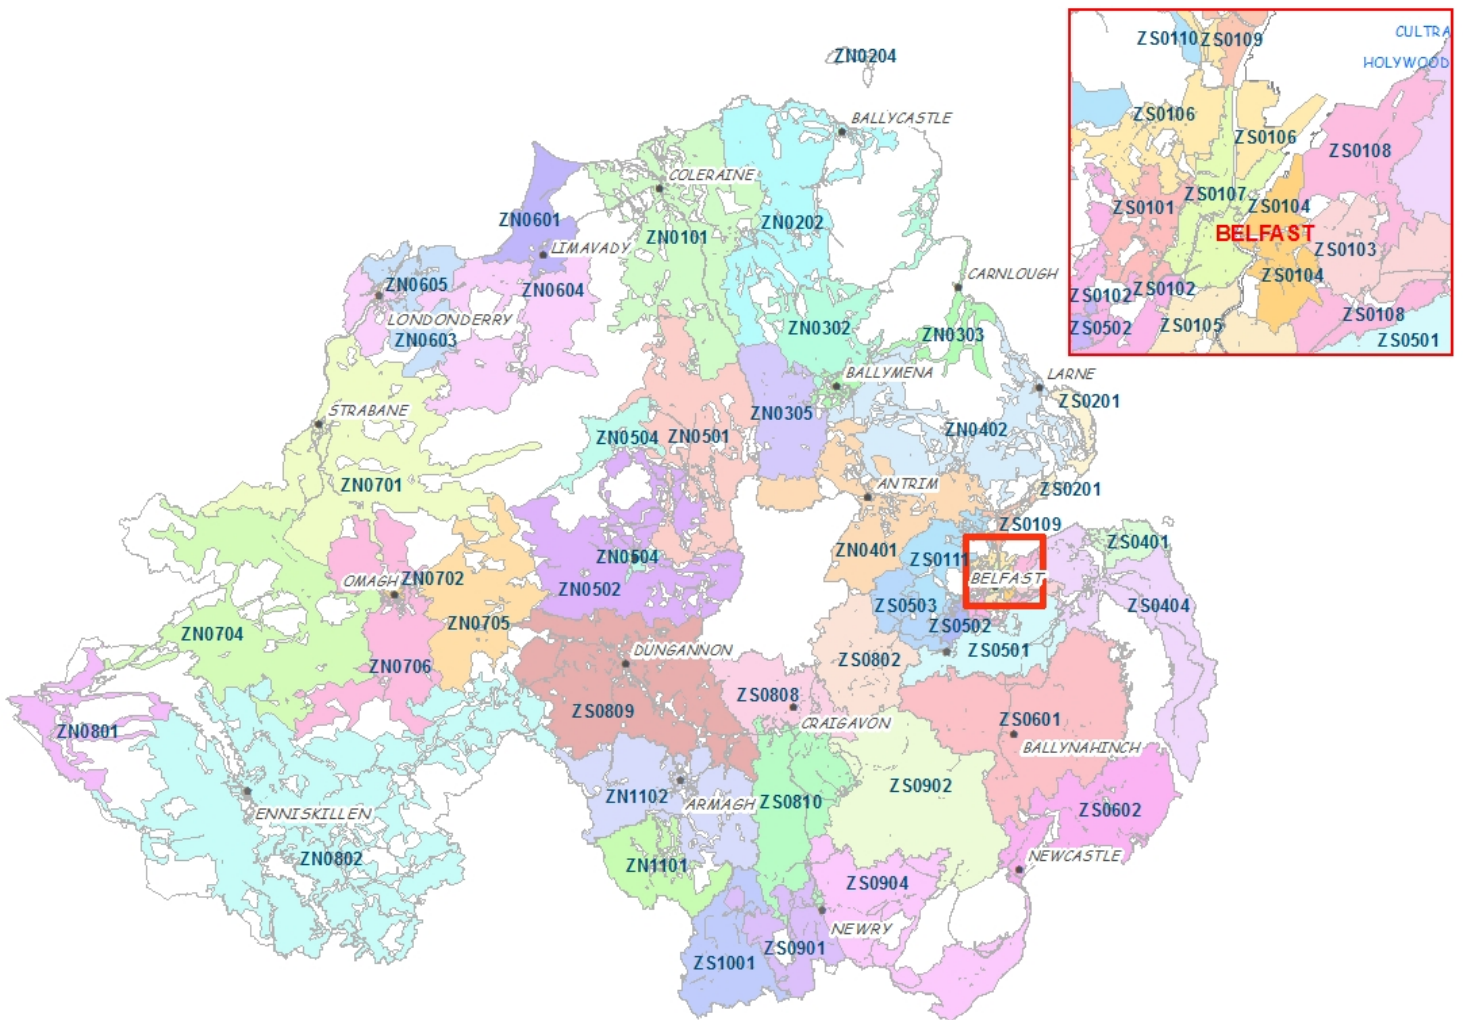 ZN0204
BALLYCASTLE
COLERAINE
ZN0601
ZN0101
ZN0202
LIMAVADY
CARNLOUGH
ZN0605
ZN0604
LONDONDERRY
ZN0603
ZN0302
ZN0303
BALLYMENA
LARNE
ZS0201
STRABANE
ZN0305
ZN0504
ZN0501
ZN0402
ZN0701
ANTRIM
ZS0201
ZS0109
ZS0401
ZN0401
ZS0111
ZN0504
OMAGH
ZN0702
BELFAST
ZN0502
ZS0503
ZS0404
ZN0705
ZS0502
ZN0704
DUNGANNON
ZS0501
ZN0706
ZS0802
ZS0808
ZS0809
CRAIGAVON
ZS0601
ZN0801
BALLYNAHINCH
ZS0902
ZN1102
ARMAGH
ZS0810
ZS0602
ENNISKILLEN
ZN0802
ZN1101
NEWCASTLE
ZS0904
NEWRY
ZS0901
ZS1001
CULTRA
ZS0110
ZS0109
HOLYWOOD
ZS0106
ZS0106
ZS0108
ZS0107
ZS0101
ZS0104
BELFAST
ZS0103
ZS0104
ZS0102
ZS0102
ZS0108
ZS0502
ZS0105
ZS0501